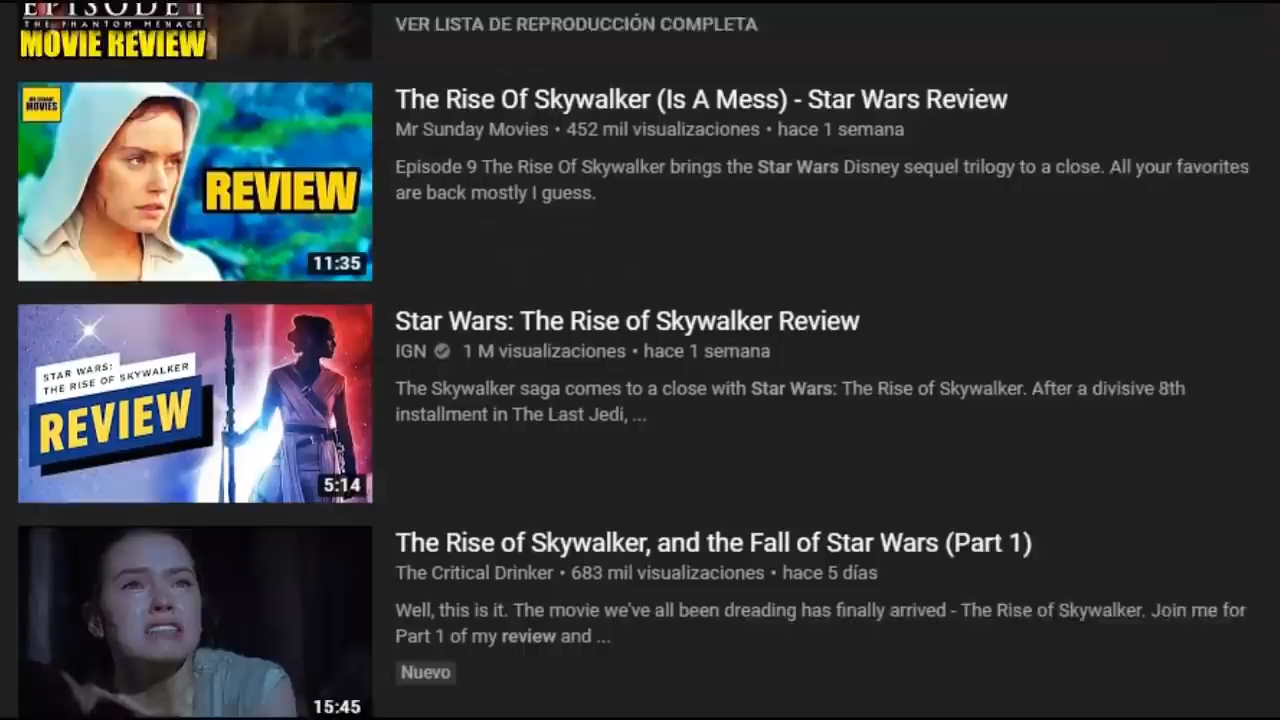 EPISODE I
THE PHANTOM MENACE
MOVIE REVIEW
VER LISTA DE REPRODUCCIÓN COMPLETA
MR SUNDAY
MOVIES
REVIEW
11:35
The Rise Of Skywalker (Is A Mess) - Star Wars Review
Mr Sunday Movies • 452 mil visualizaciones • hace 1 semana
Episode 9 The Rise Of Skywalker brings the Star Wars Disney sequel trilogy to a close. All your favorites
are back mostly I guess.
STAR WARS:
THE RISE OF SKYWALKER
REVIEW
5:14
Star Wars: The Rise of Skywalker Review
IGN 1 M visualizaciones • hace 1 semana
The Skywalker saga comes to a close with Star Wars: The Rise of Skywalker. After a divisive 8th
installment in The Last Jedi, ...
15:45
The Rise of Skywalker, and the Fall of Star Wars (Part 1)
The Critical Drinker • 683 mil visualizaciones • hace 5 días
Well, this is it. The movie we've all been dreading has finally arrived - The Rise of Skywalker. Join me for
Part 1 of my review and ...
Nuevo